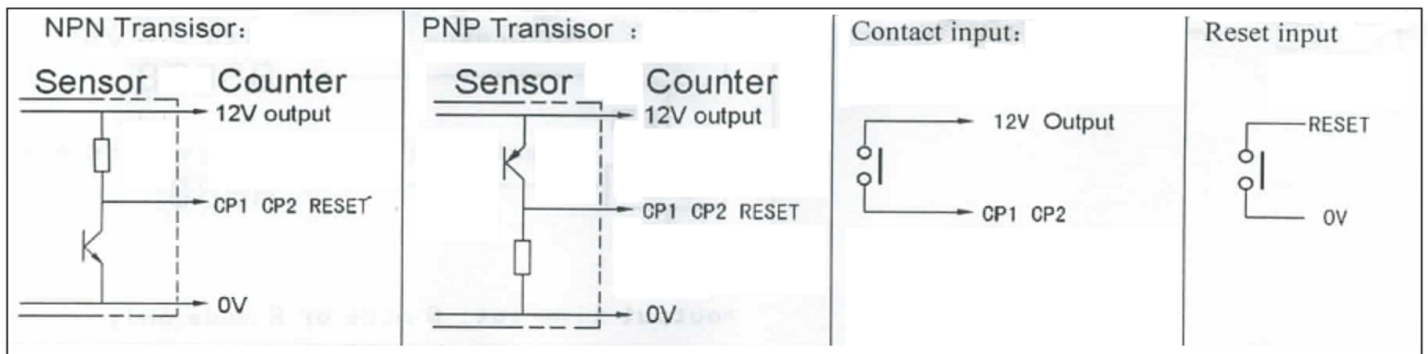 NPN Transisor:
Sensor Counter
12V output
CP1 CP2 RESET
0V
PNP Transisor :
Sensor Counter
12V output
CP1 CP2 RESET
0V
Contact input:
12V Output
CP1 CP2
Reset input
RESET
0V